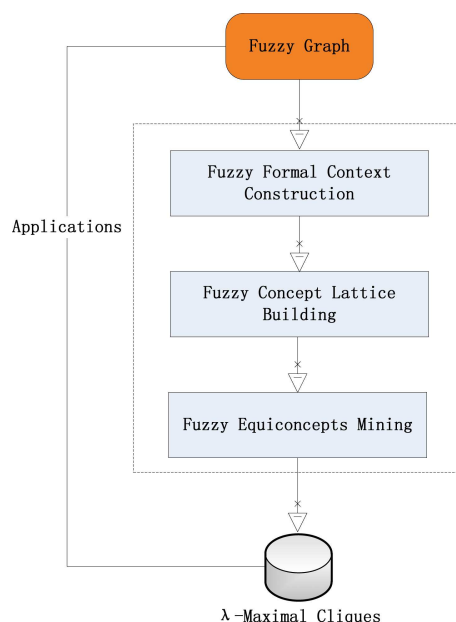 Fuzzy Graph
Fuzzy Formal Context
Construction
Applications
Fuzzy Concept Lattice
Building
Fuzzy Equiconcepts Mining
λ-Maximal Cliques